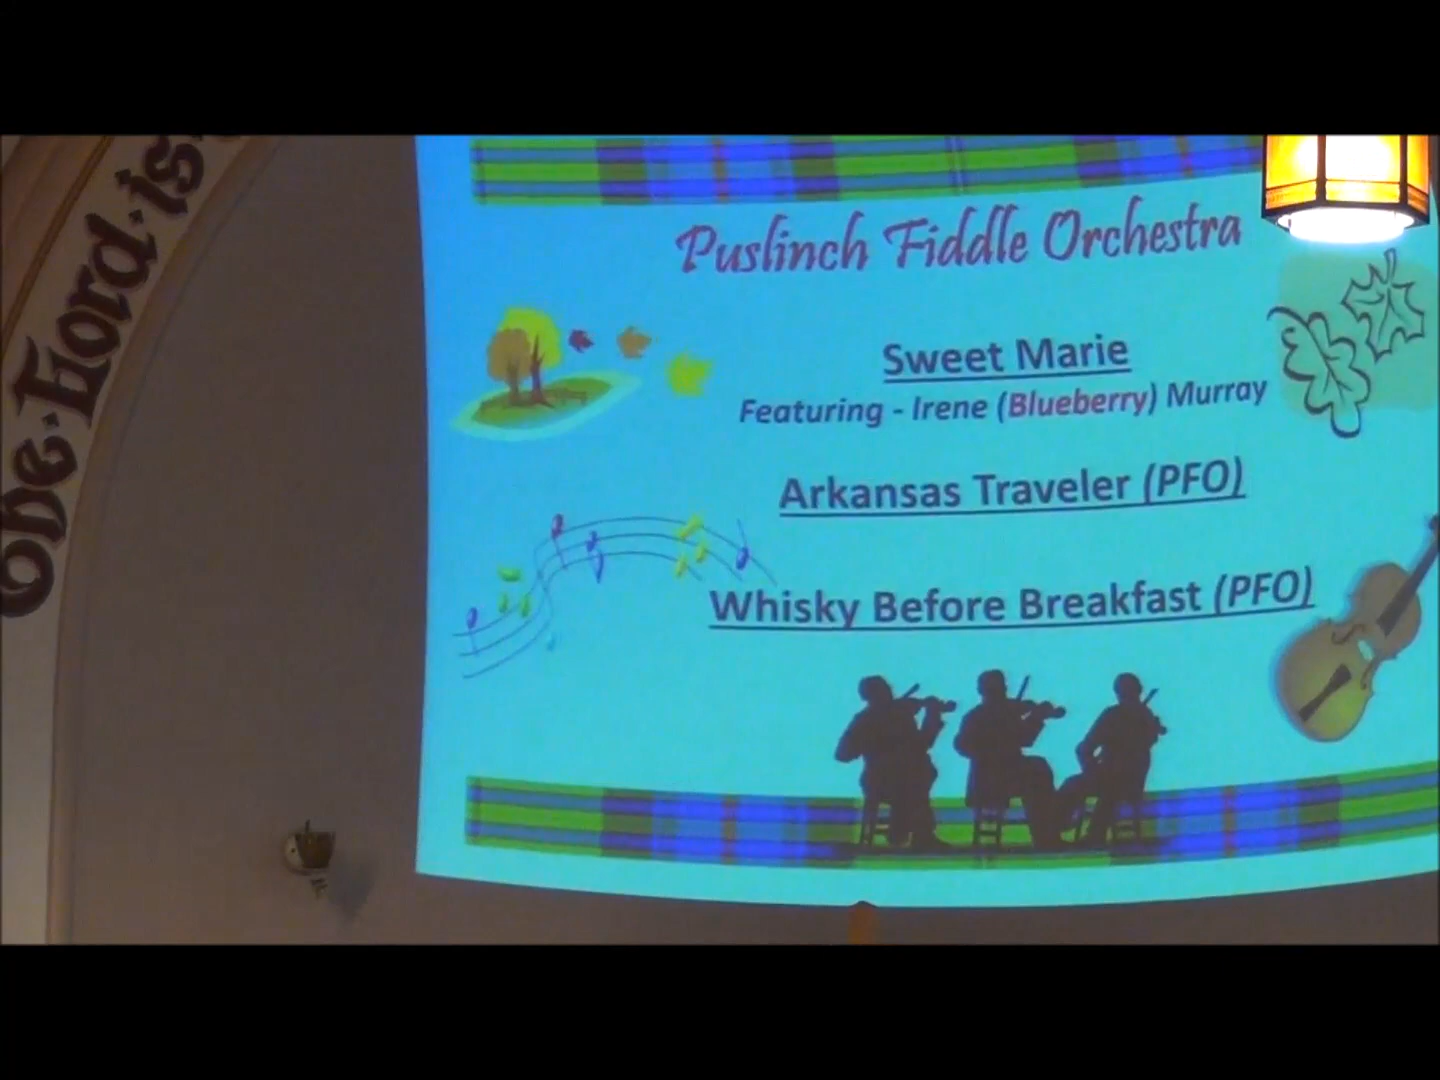 The · Lord · is ·
Puslinch Fiddle Orchestra
Sweet Marie
Featuring - Irene (Blueberry) Murray
Arkansas Traveler (PFO)
Whisky Before Breakfast (PFO)